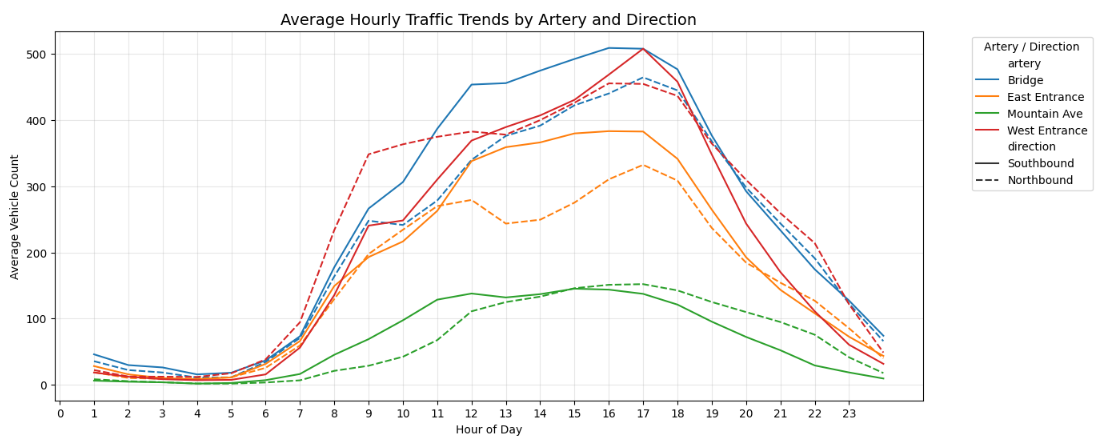 Average Hourly Traffic Trends by Artery and Direction
Average Vehicle Count
500
400
300
200
100
0
0 1 2 3 4 5 6 7 8 9 10 11 12 13 14 15 16 17 18 19 20 21 22 23
Hour of Day
Artery / Direction
artery
Bridge
East Entrance
Mountain Ave
West Entrance
direction
Southbound
Northbound